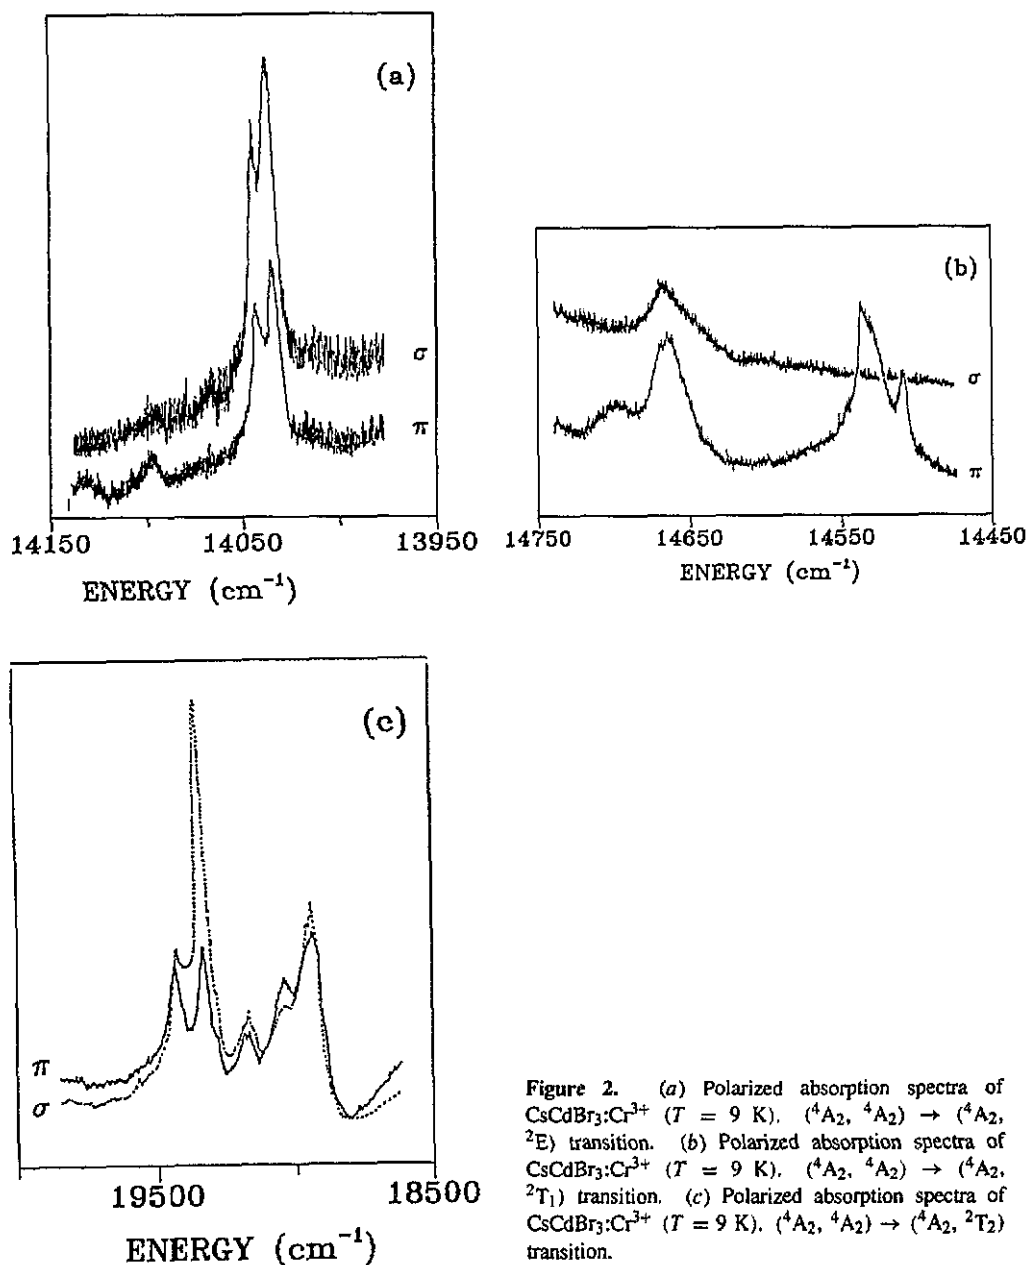 (a)
σ
π
14150 14050 13950
ENERGY (cm⁻¹)
(b)
σ
π
14750 14650 14550 14450
ENERGY (cm⁻¹)
(c)
π
σ
19500 18500
ENERGY (cm⁻¹)
Figure 2. (a) Polarized absorption spectra of
CsCdBr₃:Cr³⁺ (T = 9 K). (⁴A₂, ⁴A₂) → (⁴A₂,
²E) transition. (b) Polarized absorption spectra of
CsCdBr₃:Cr³⁺ (T = 9 K). (⁴A₂, ⁴A₂) → (⁴A₂,
²T₁) transition. (c) Polarized absorption spectra of
CsCdBr₃:Cr³⁺ (T = 9 K). (⁴A₂, ⁴A₂) → (⁴A₂, ²T₂)
transition.